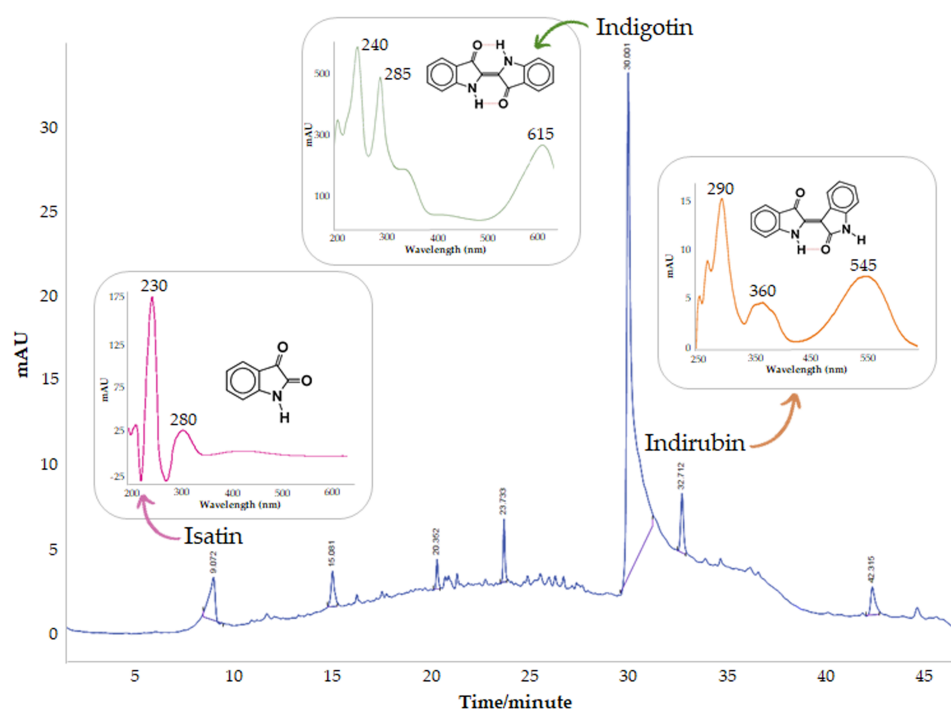 Indigotin
240
285
615
500
300
100
mAU
200
300
400
500
600
Wavelength (nm)
O
H
N
N
H
O
30.001
290
360
545
15
10
5
0
mAU
250
350
450
550
Wavelength (nm)
O
N
H
O
N
H
Indirubin
230
280
175
125
75
25
-25
mAU
200
300
400
500
600
Wavelength (nm)
O
O
N
H
Isatin
9.072
15.081
20.352
23.733
32.712
42.315
mAU
30
25
20
15
10
5
0
5
10
15
20
25
30
35
40
45
Time/minute